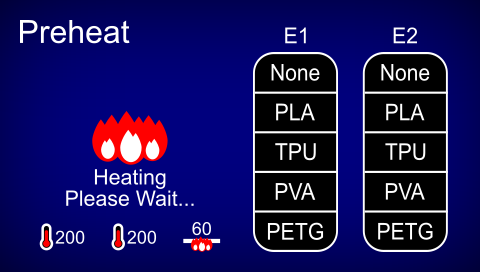 Preheat
E1
E2
None
None
PLA
PLA
TPU
TPU
PVA
PVA
PETG
PETG
Heating
Please Wait...
200
200
60